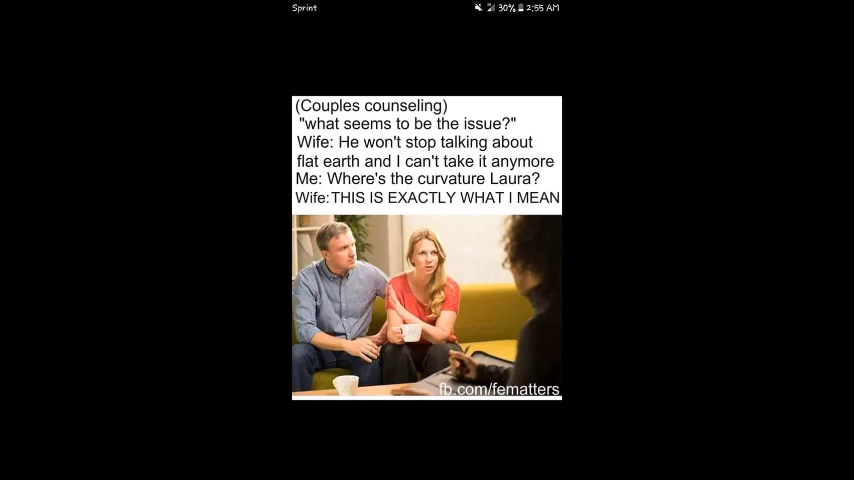 Sprint 30% 2:55 AM
(Couples counseling)
"what seems to be the issue?"
Wife: He won't stop talking about
flat earth and I can't take it anymore
Me: Where's the curvature Laura?
Wife: THIS IS EXACTLY WHAT I MEAN
fb.com/fematters